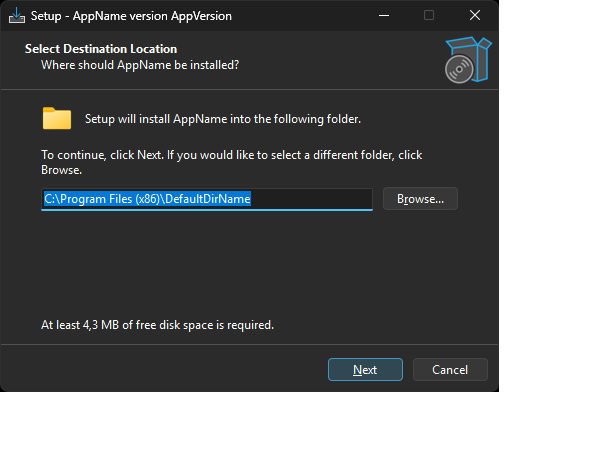 Setup - AppName version AppVersion
Select Destination Location
Where should AppName be installed?
Setup will install AppName into the following folder.
To continue, click Next. If you would like to select a different folder, click
Browse.
C:\Program Files (x86)\DefaultDirName
Browse...
At least 4,3 MB of free disk space is required.
Next
Cancel